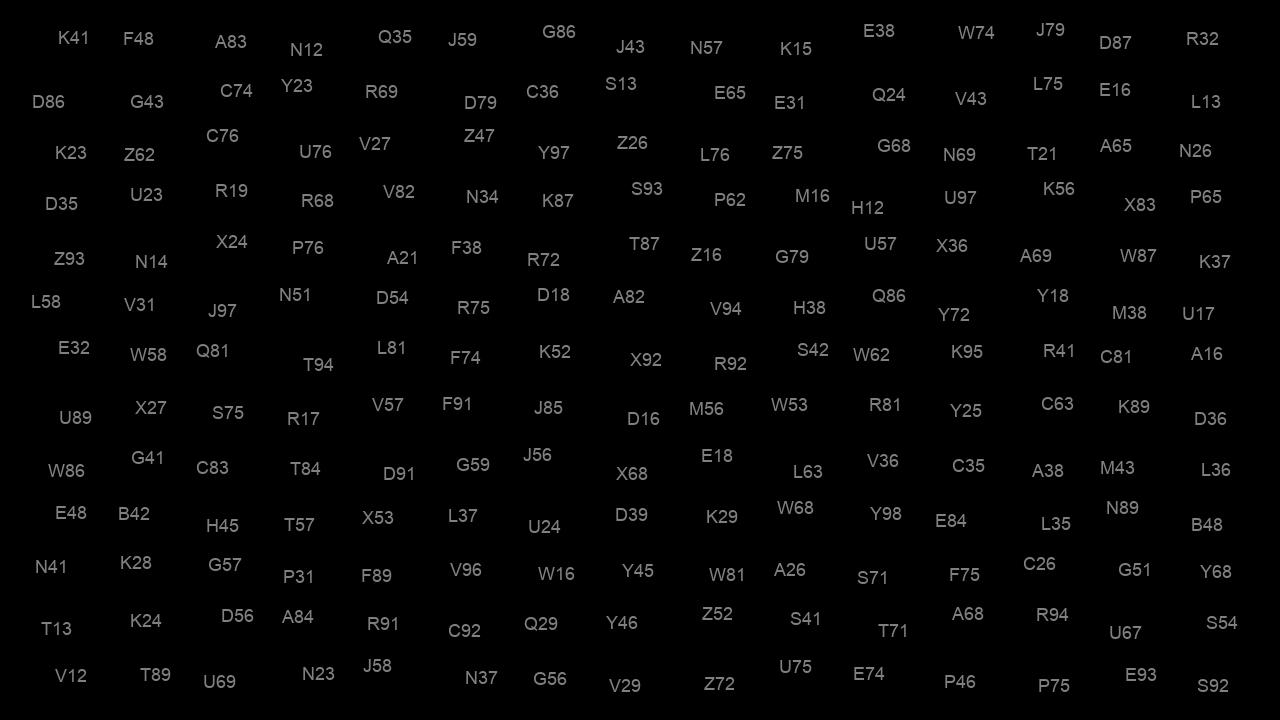 K41 F48 A83 N12 Q35 J59 G86 J43 N57 K15 E38 W74 J79 D87 R32
D86 G43 C74 Y23 R69 D79 C36 S13 E65 E31 Q24 V43 L75 E16 L13
K23 Z62 C76 U76 V27 Z47 Y97 Z26 L76 Z75 G68 N69 T21 A65 N26
D35 U23 R19 R68 V82 N34 K87 S93 P62 M16 H12 U97 K56 X83 P65
Z93 N14 X24 P76 A21 F38 R72 T87 Z16 G79 U57 X36 A69 W87 K37
L58 V31 J97 N51 D54 R75 D18 A82 V94 H38 Q86 Y72 Y18 M38 U17
E32 W58 Q81 T94 L81 F74 K52 X92 R92 S42 W62 K95 R41 C81 A16
U89 X27 S75 R17 V57 F91 J85 D16 M56 W53 R81 Y25 C63 K89 D36
W86 G41 C83 T84 D91 G59 J56 X68 E18 L63 V36 C35 A38 M43 L36
E48 B42 H45 T57 X53 L37 U24 D39 K29 W68 Y98 E84 L35 N89 B48
N41 K28 G57 P31 F89 V96 W16 Y45 W81 A26 S71 F75 C26 G51 Y68
T13 K24 D56 A84 R91 C92 Q29 Y46 Z52 S41 T71 A68 R94 U67 S54
V12 T89 U69 N23 J58 N37 G56 V29 Z72 U75 E74 P46 P75 E93 S92